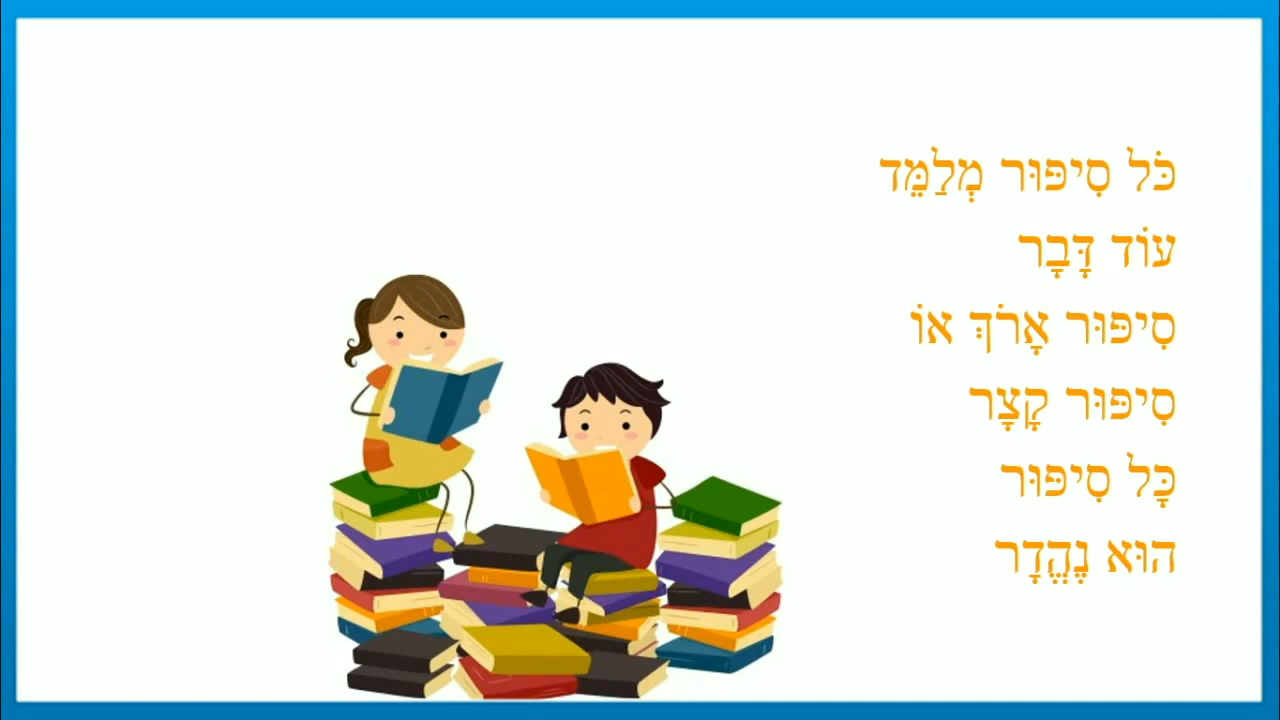 כֹּל סִיפּוּר מְלַמֵּד
עוֹד דָּבָר
סִיפּוּר אָרֹךְ אוֹ
סִיפּוּר קָצָר
כָּל סִיפּוּר
הוּא נֶהֱדָר